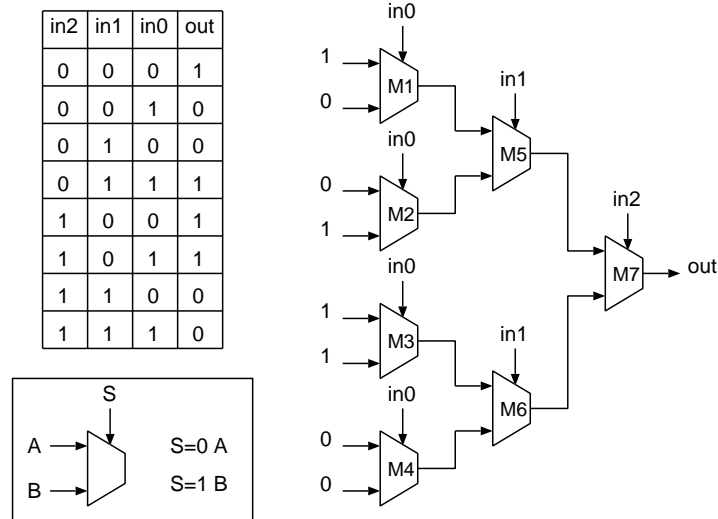 in2 in1 in0 out
0 0 0 1
0 0 1 0
0 1 0 0
0 1 1 1
1 0 0 1
1 0 1 1
1 1 0 0
1 1 1 0
S
A S=0 A
B S=1 B
in0
1
M1
0
in1
in0
M5
0
M2
1
in2
in0
M7 out
1
M3
1
in1
in0
M6
0
M4
0